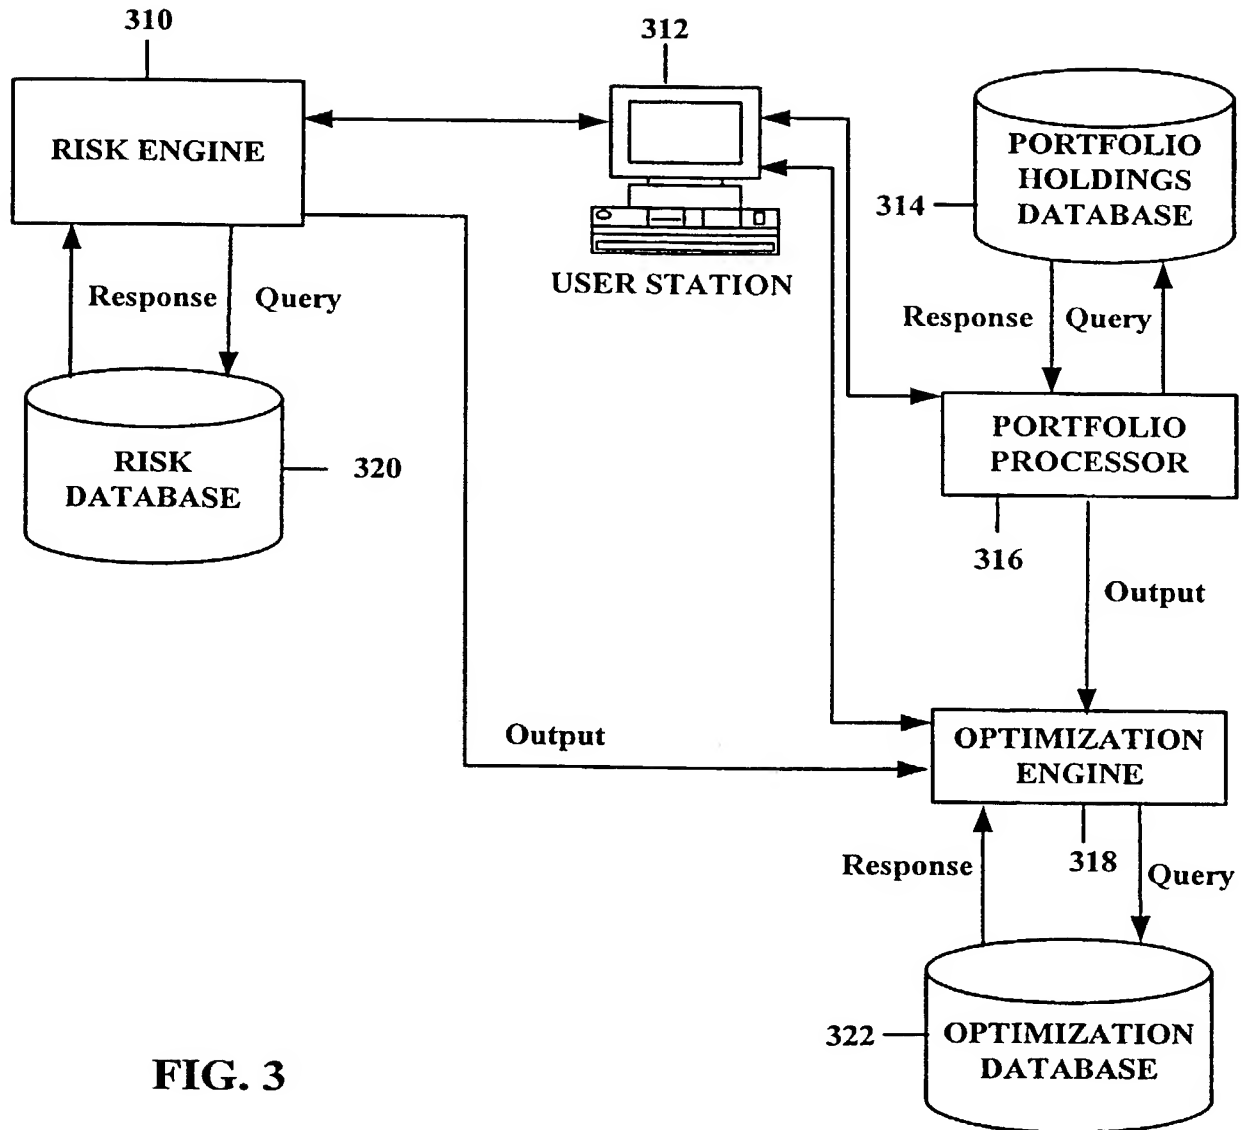 310
312
RISK ENGINE
PORTFOLIO
HOLDINGS
DATABASE
314
USER STATION
Response
Query
Response
Query
RISK
DATABASE
320
PORTFOLIO
PROCESSOR
316
Output
Output
OPTIMIZATION
ENGINE
318
Response
Query
322
OPTIMIZATION
DATABASE
FIG. 3